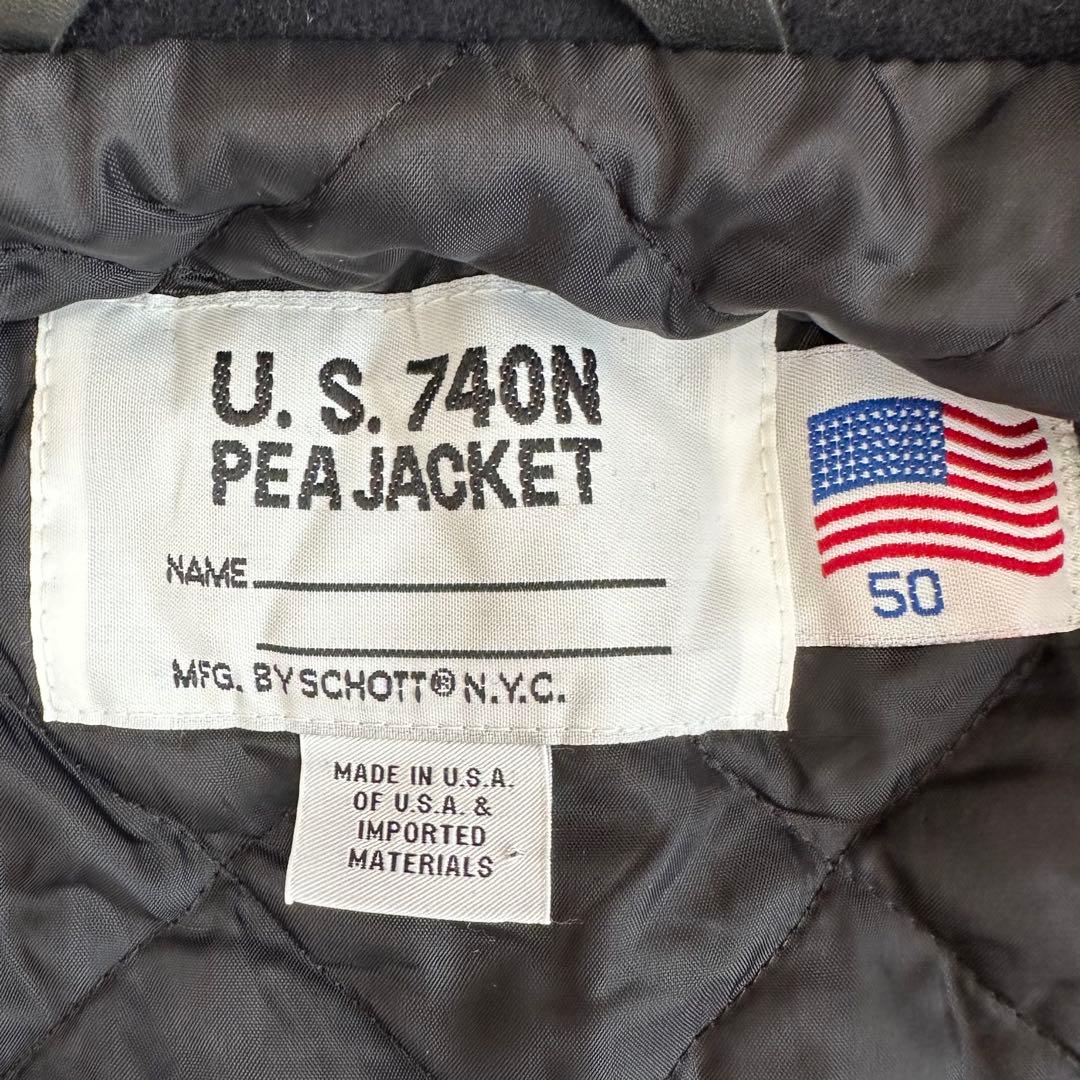 U. S. 740N
PEA JACKET
NAME
MFG. BY SCHOTT® N.Y.C.
50
MADE IN U.S.A.
OF U.S.A. &
IMPORTED
MATERIALS